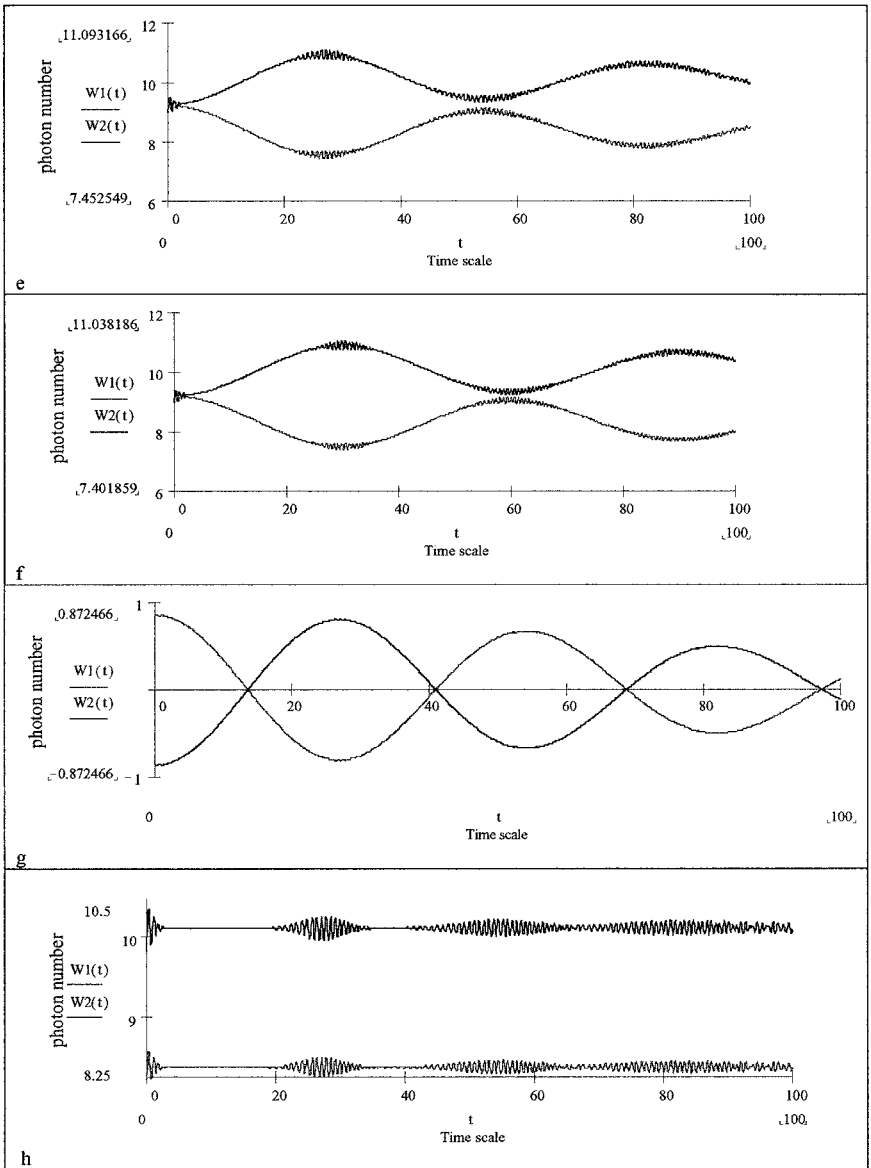 12
⌞11.093166⌟
photon number
W1(t)
W2(t)
10
8
⌞7.452549⌟
6
0 20 40 60 80 100
0 t ⌞100⌟
Time scale
e
12
⌞11.038186⌟
photon number
W1(t)
W2(t)
10
8
⌞7.401859⌟
6
0 20 40 60 80 100
0 t ⌞100⌟
Time scale
f
1
⌞0.872466⌟
photon number
W1(t)
W2(t)
0 20 40 60 80 100
⌞−0.872466⌟
−1
0 t ⌞100⌟
Time scale
g
10.5
photon number
10
W1(t)
W2(t)
9
8.25
0 20 40 60 80 100
0 t ⌞100⌟
Time scale
h